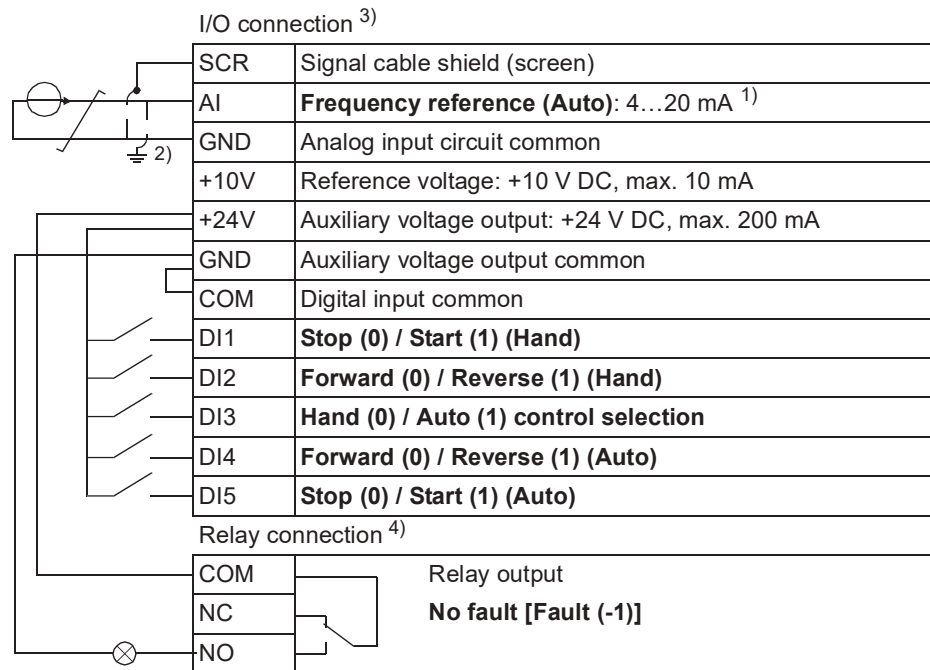 I/O connection 3)
SCR Signal cable shield (screen)
AI Frequency reference (Auto): 4…20 mA 1)
GND Analog input circuit common
2)
+10V Reference voltage: +10 V DC, max. 10 mA
+24V Auxiliary voltage output: +24 V DC, max. 200 mA
GND Auxiliary voltage output common
COM Digital input common
DI1 Stop (0) / Start (1) (Hand)
DI2 Forward (0) / Reverse (1) (Hand)
DI3 Hand (0) / Auto (1) control selection
DI4 Forward (0) / Reverse (1) (Auto)
DI5 Stop (0) / Start (1) (Auto)
Relay connection 4)
COM Relay output
NC No fault [Fault (-1)]
NO